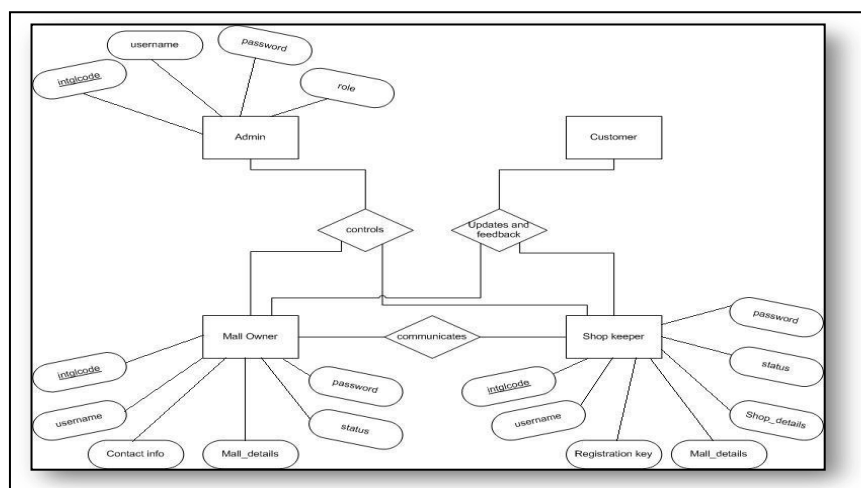 username
password
intglcode
role
Admin
Customer
controls
Updates and
feedback
Mall Owner
communicates
Shop keeper
password
intglcode
password
intglcode
status
username
status
username
Shop_details
Contact info
Mall_details
Registration key
Mall_details